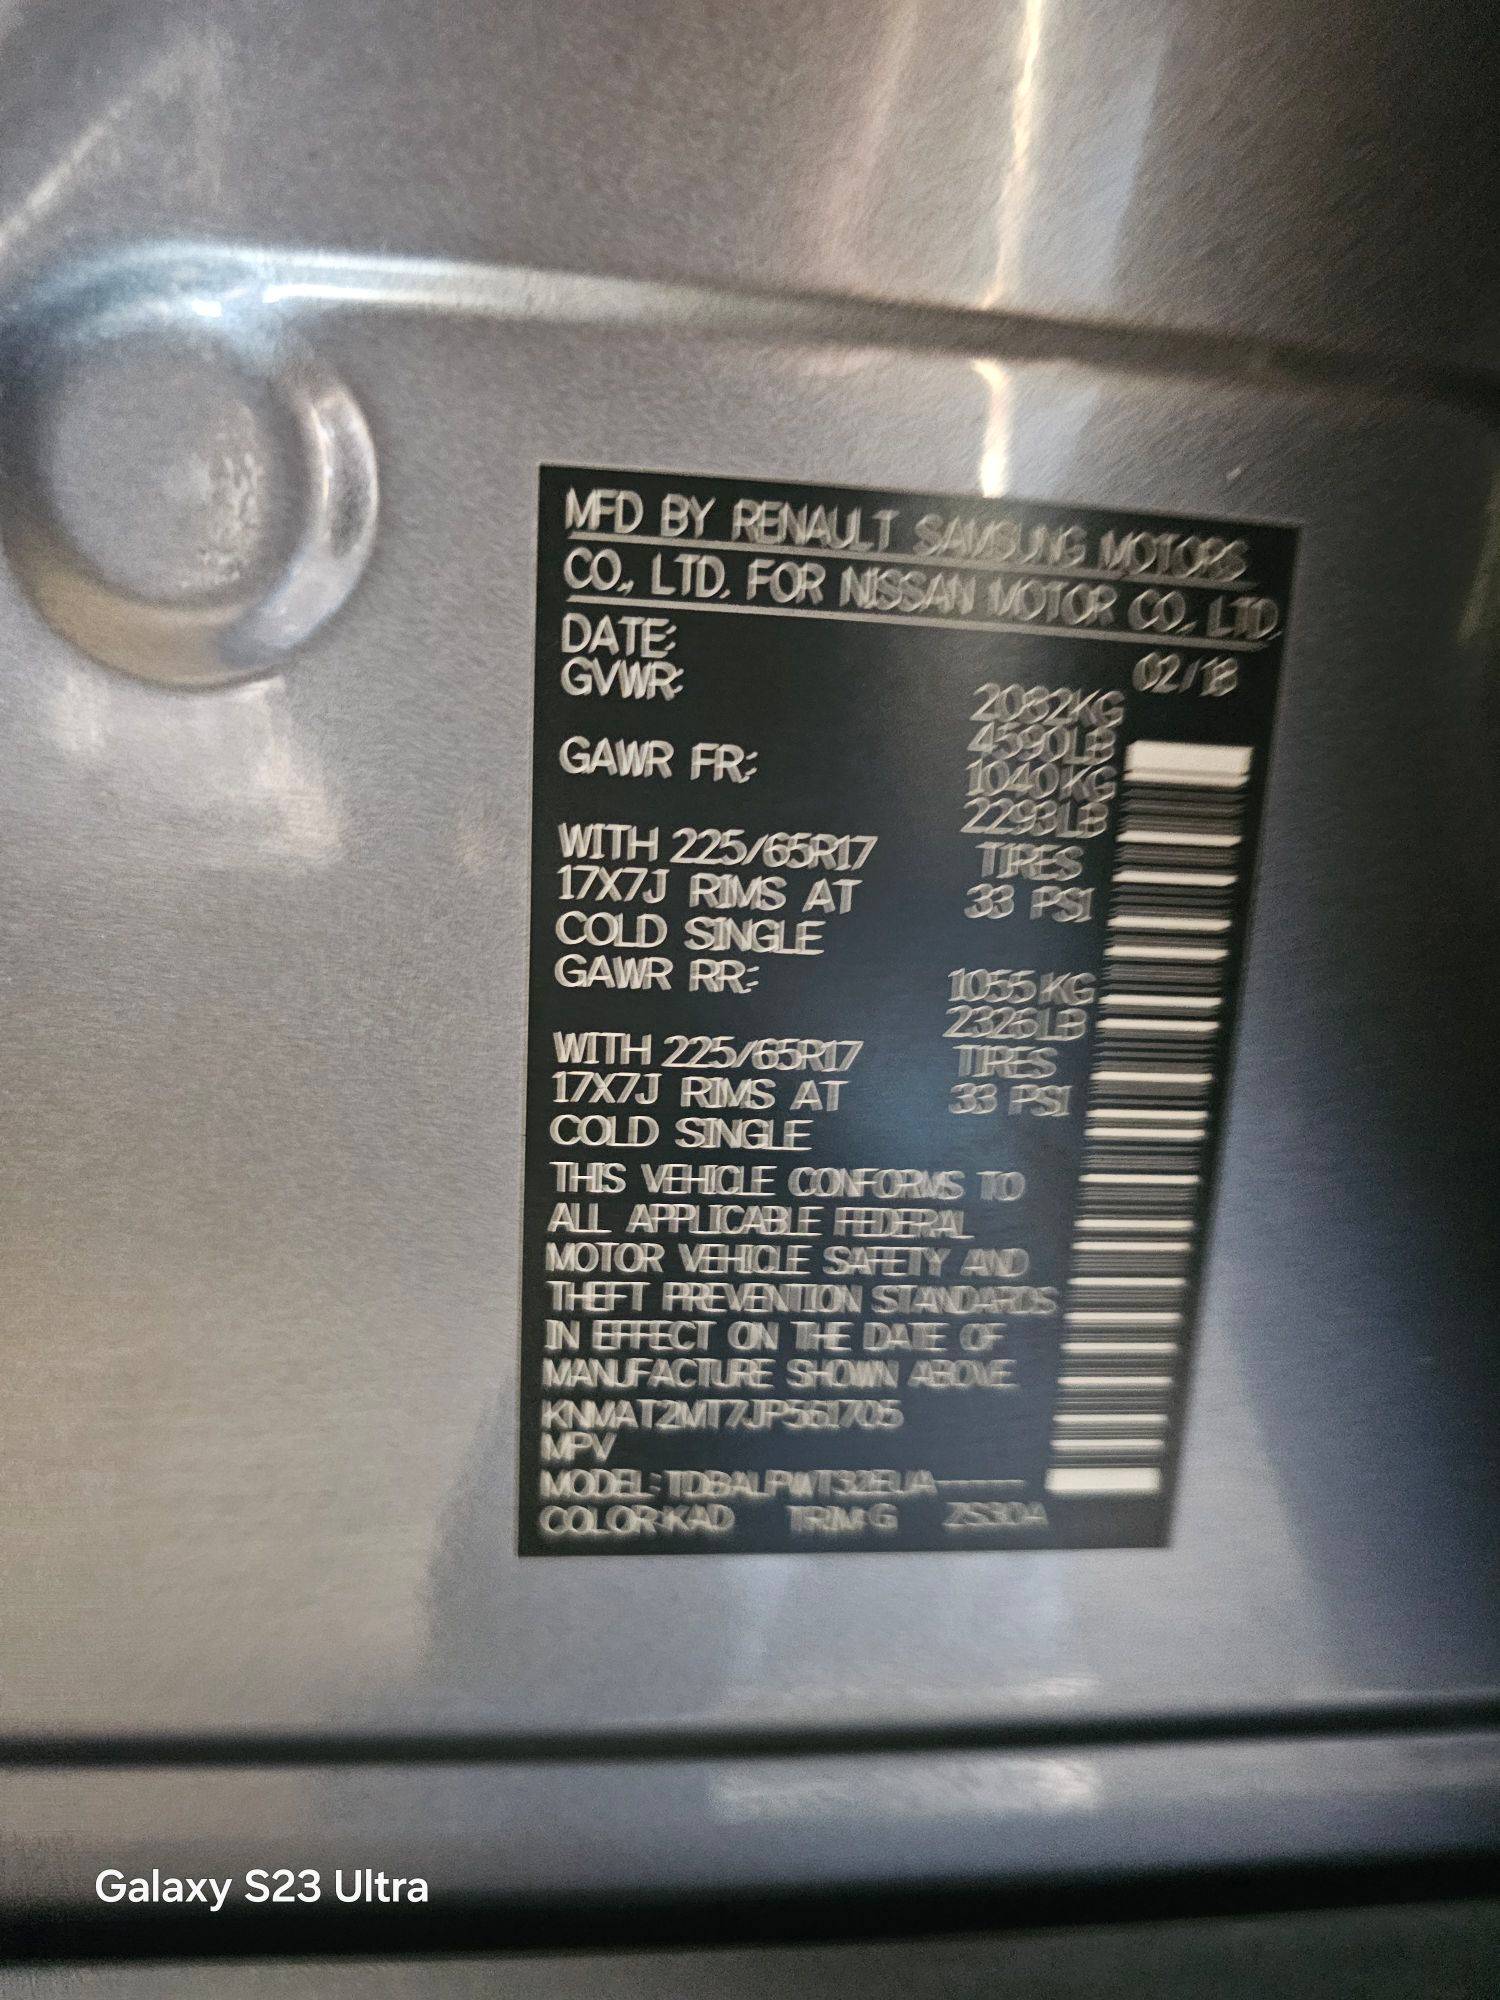 MFD BY RENAULT SAMSUNG MOTORS
CO., LTD. FOR NISSAN MOTOR CO., LTD.
DATE: 02/18
GVWR: 2082KG
4590LB
GAWR FR: 1040KG
2293LB
WITH 225/65R17 TIRES
17X7J RIMS AT 33 PSI
COLD SINGLE
GAWR RR: 1055KG
2326LB
WITH 225/65R17 TIRES
17X7J RIMS AT 33 PSI
COLD SINGLE
THIS VEHICLE CONFORMS TO
ALL APPLICABLE FEDERAL
MOTOR VEHICLE SAFETY AND
THEFT PREVENTION STANDARDS
IN EFFECT ON THE DATE OF
MANUFACTURE SHOWN ABOVE.
KNMAT2MT7JP561705
MPV
MODEL: TDBALPWT32EUA-----
COLOR:KAD TRIM:G ZS30A
Galaxy S23 Ultra